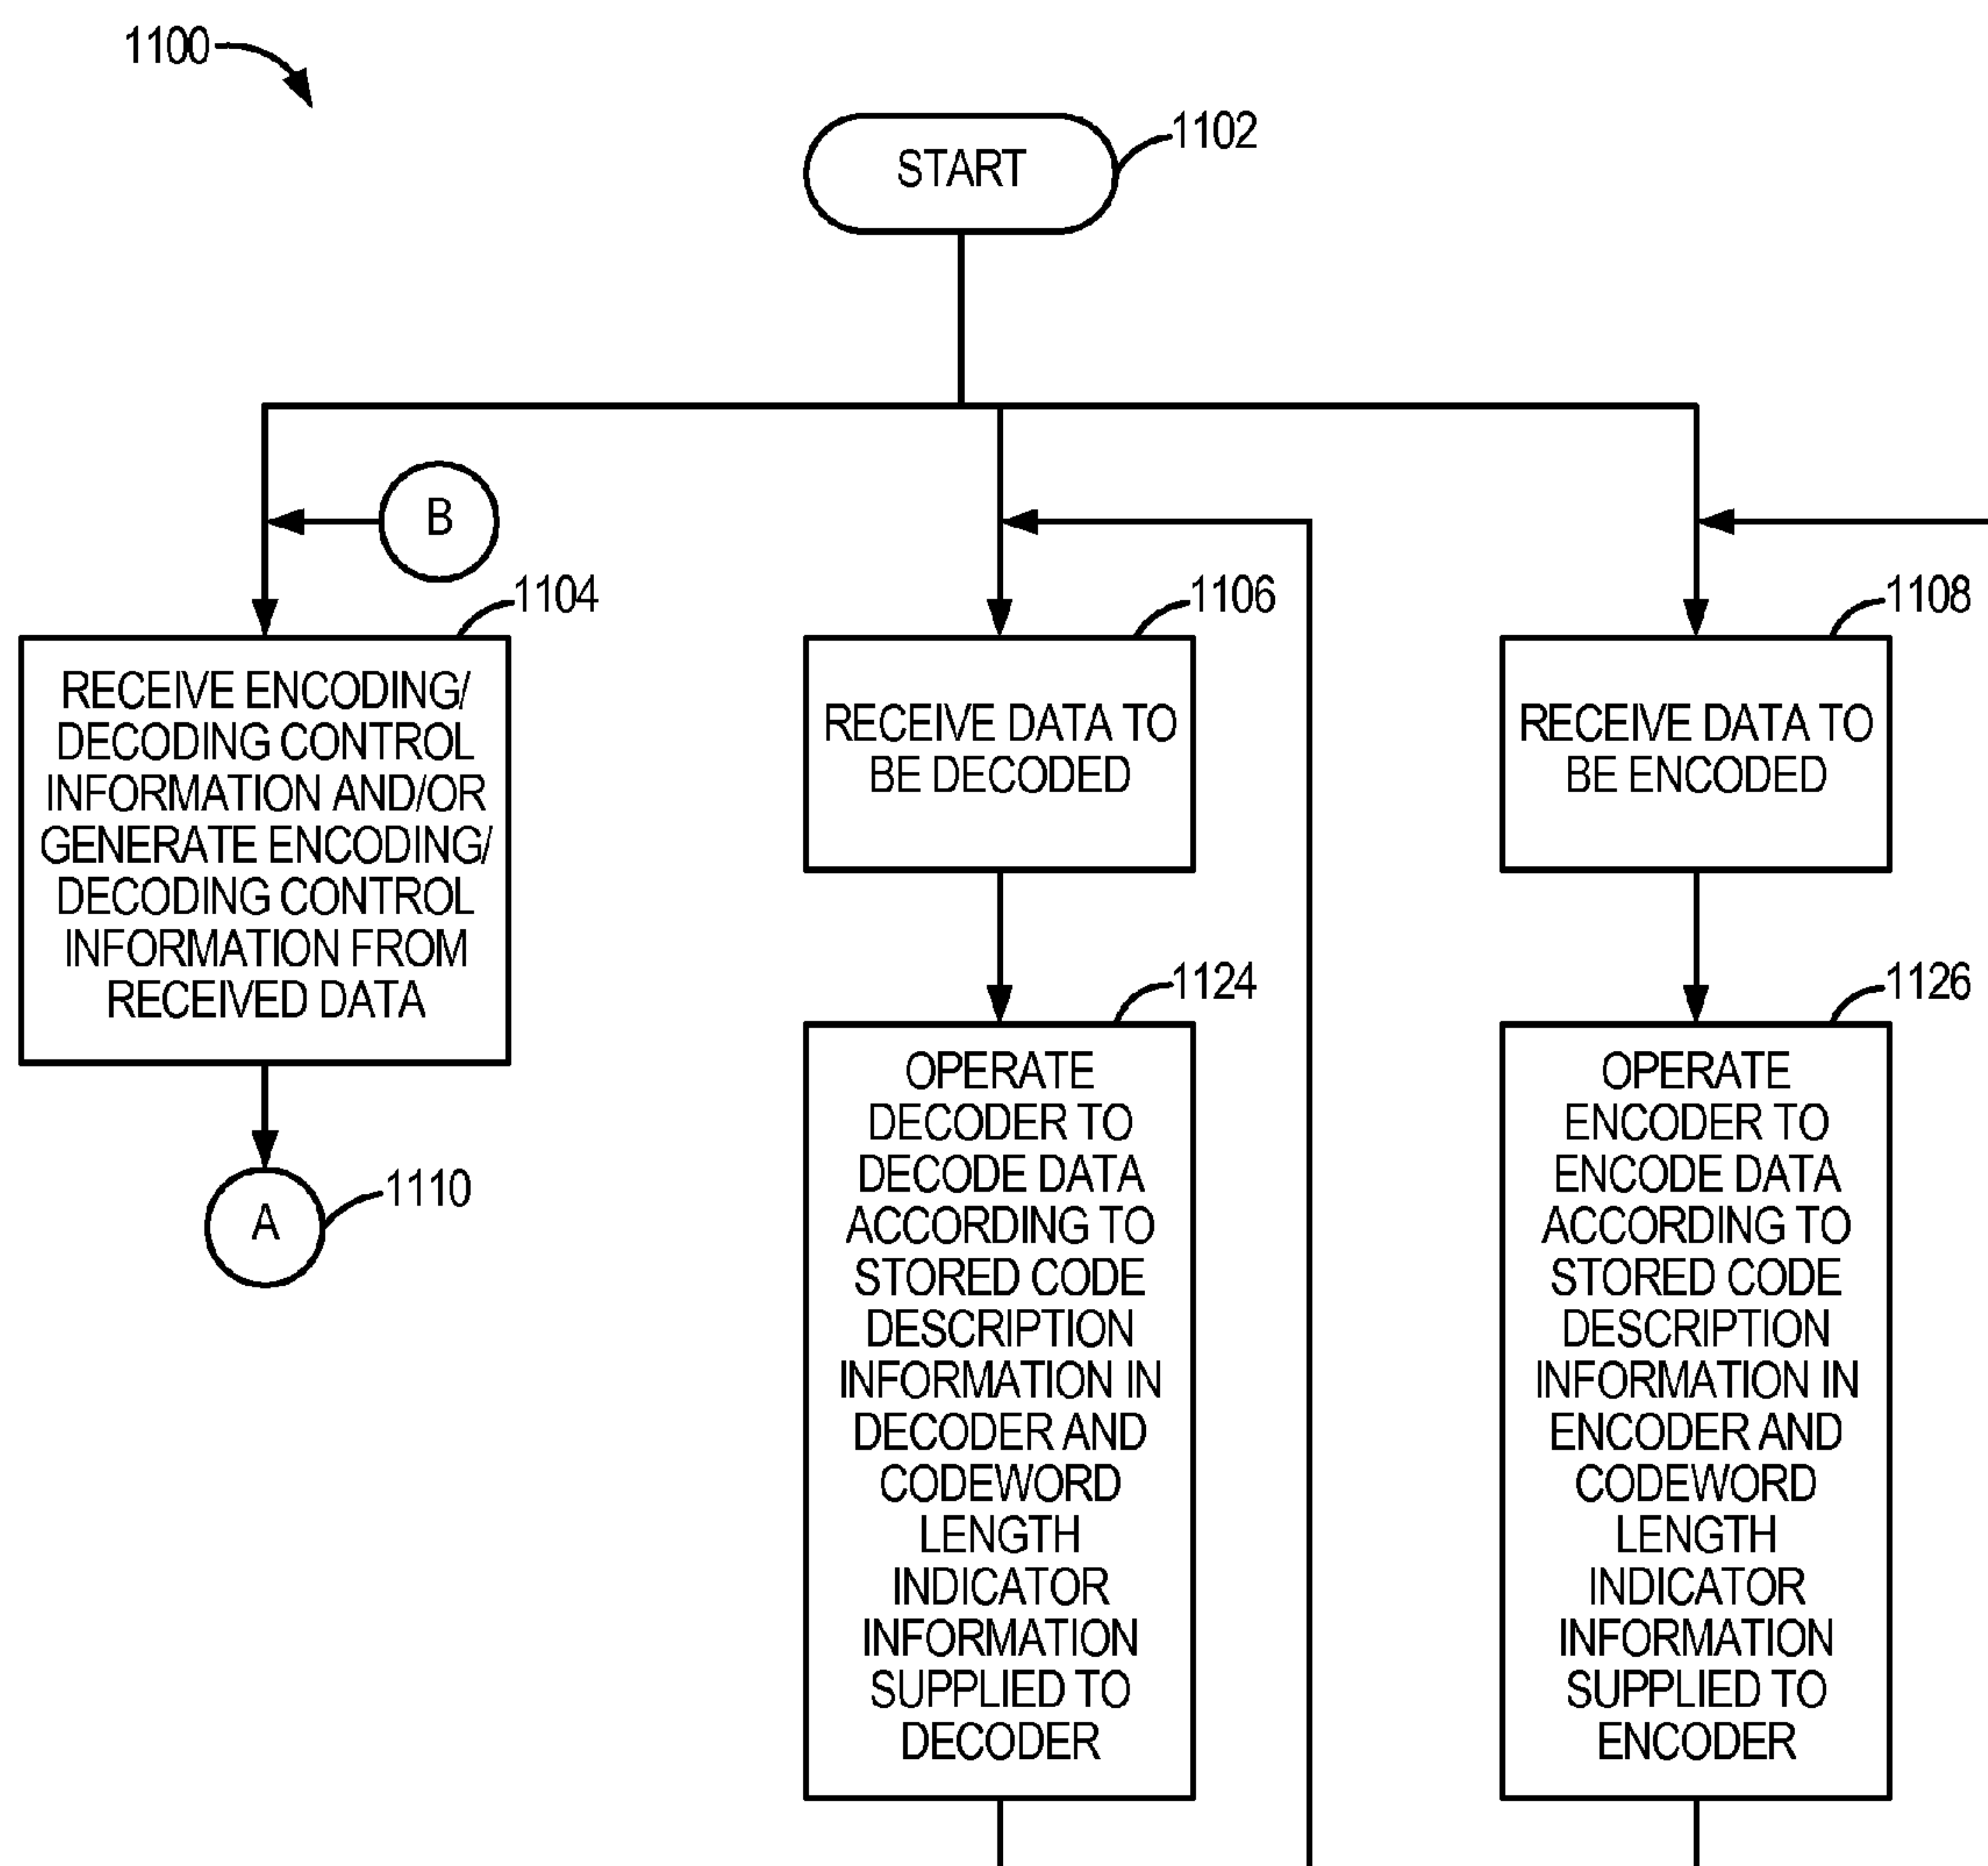 1100
START
1102
B
1104
RECEIVE ENCODING/
DECODING CONTROL
INFORMATION AND/OR
GENERATE ENCODING/
DECODING CONTROL
INFORMATION FROM
RECEIVED DATA
A
1110
1106
RECEIVE DATA TO
BE DECODED
1124
OPERATE
DECODER TO
DECODE DATA
ACCORDING TO
STORED CODE
DESCRIPTION
INFORMATION IN
DECODER AND
CODEWORD
LENGTH
INDICATOR
INFORMATION
SUPPLIED TO
DECODER
1108
RECEIVE DATA TO
BE ENCODED
1126
OPERATE
ENCODER TO
ENCODE DATA
ACCORDING TO
STORED CODE
DESCRIPTION
INFORMATION IN
ENCODER AND
CODEWORD
LENGTH
INDICATOR
INFORMATION
SUPPLIED TO
ENCODER